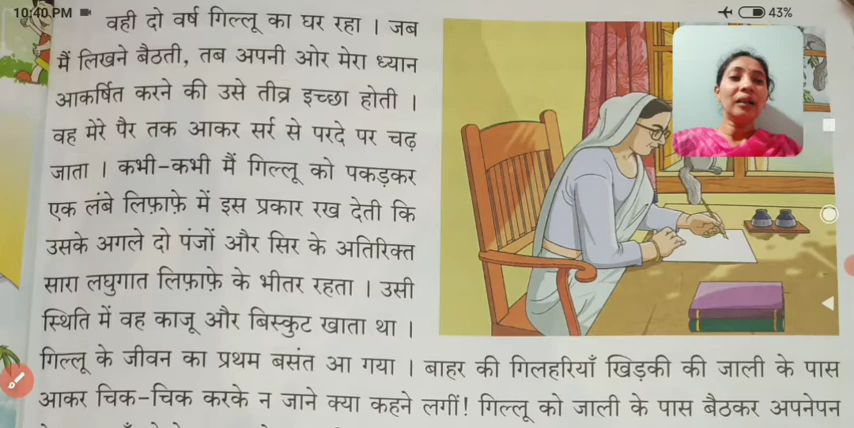 10:40 PM
43%
वही दो वर्ष गिल्लू का घर रहा । जब
मैं लिखने बैठती, तब अपनी ओर मेरा ध्यान
आकर्षित करने की उसे तीव्र इच्छा होती ।
वह मेरे पैर तक आकर सर्र से परदे पर चढ़
जाता । कभी-कभी मैं गिल्लू को पकड़कर
एक लंबे लिफ़ाफ़े में इस प्रकार रख देती कि
उसके अगले दो पंजों और सिर के अतिरिक्त
सारा लघुगात लिफ़ाफ़े के भीतर रहता । उसी
स्थिति में वह काजू और बिस्कुट खाता था ।
गिल्लू के जीवन का प्रथम बसंत आ गया । बाहर की गिलहरियाँ खिड़की की जाली के पास
आकर चिक-चिक करके न जाने क्या कहने लगीं! गिल्लू को जाली के पास बैठकर अपनेपन